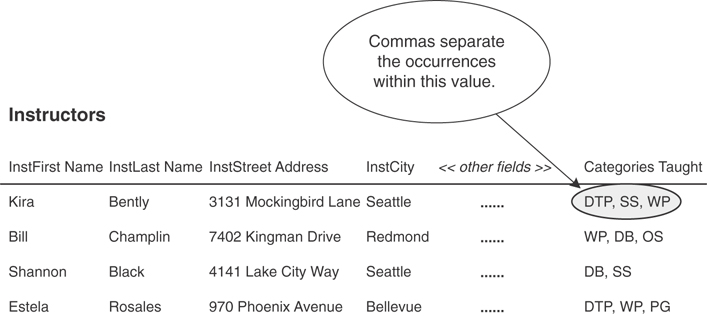 Commas separate
the occurrences
within this value.
Instructors
InstFirst Name InstLast Name InstStreet Address InstCity << other fields >> Categories Taught
Kira Bently 3131 Mockingbird Lane Seattle ...... DTP, SS, WP
Bill Champlin 7402 Kingman Drive Redmond ...... WP, DB, OS
Shannon Black 4141 Lake City Way Seattle ...... DB, SS
Estela Rosales 970 Phoenix Avenue Bellevue ...... DTP, WP, PG